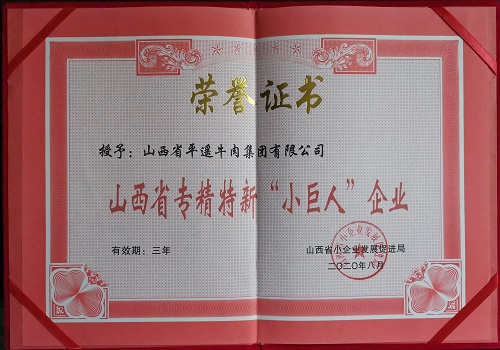 荣誉证书
授予：山西省平遥牛肉集团有限公司
山西省专精特新“小巨人”企业
有效期：三年
山西省小企业发展促进局
二〇二〇年八月